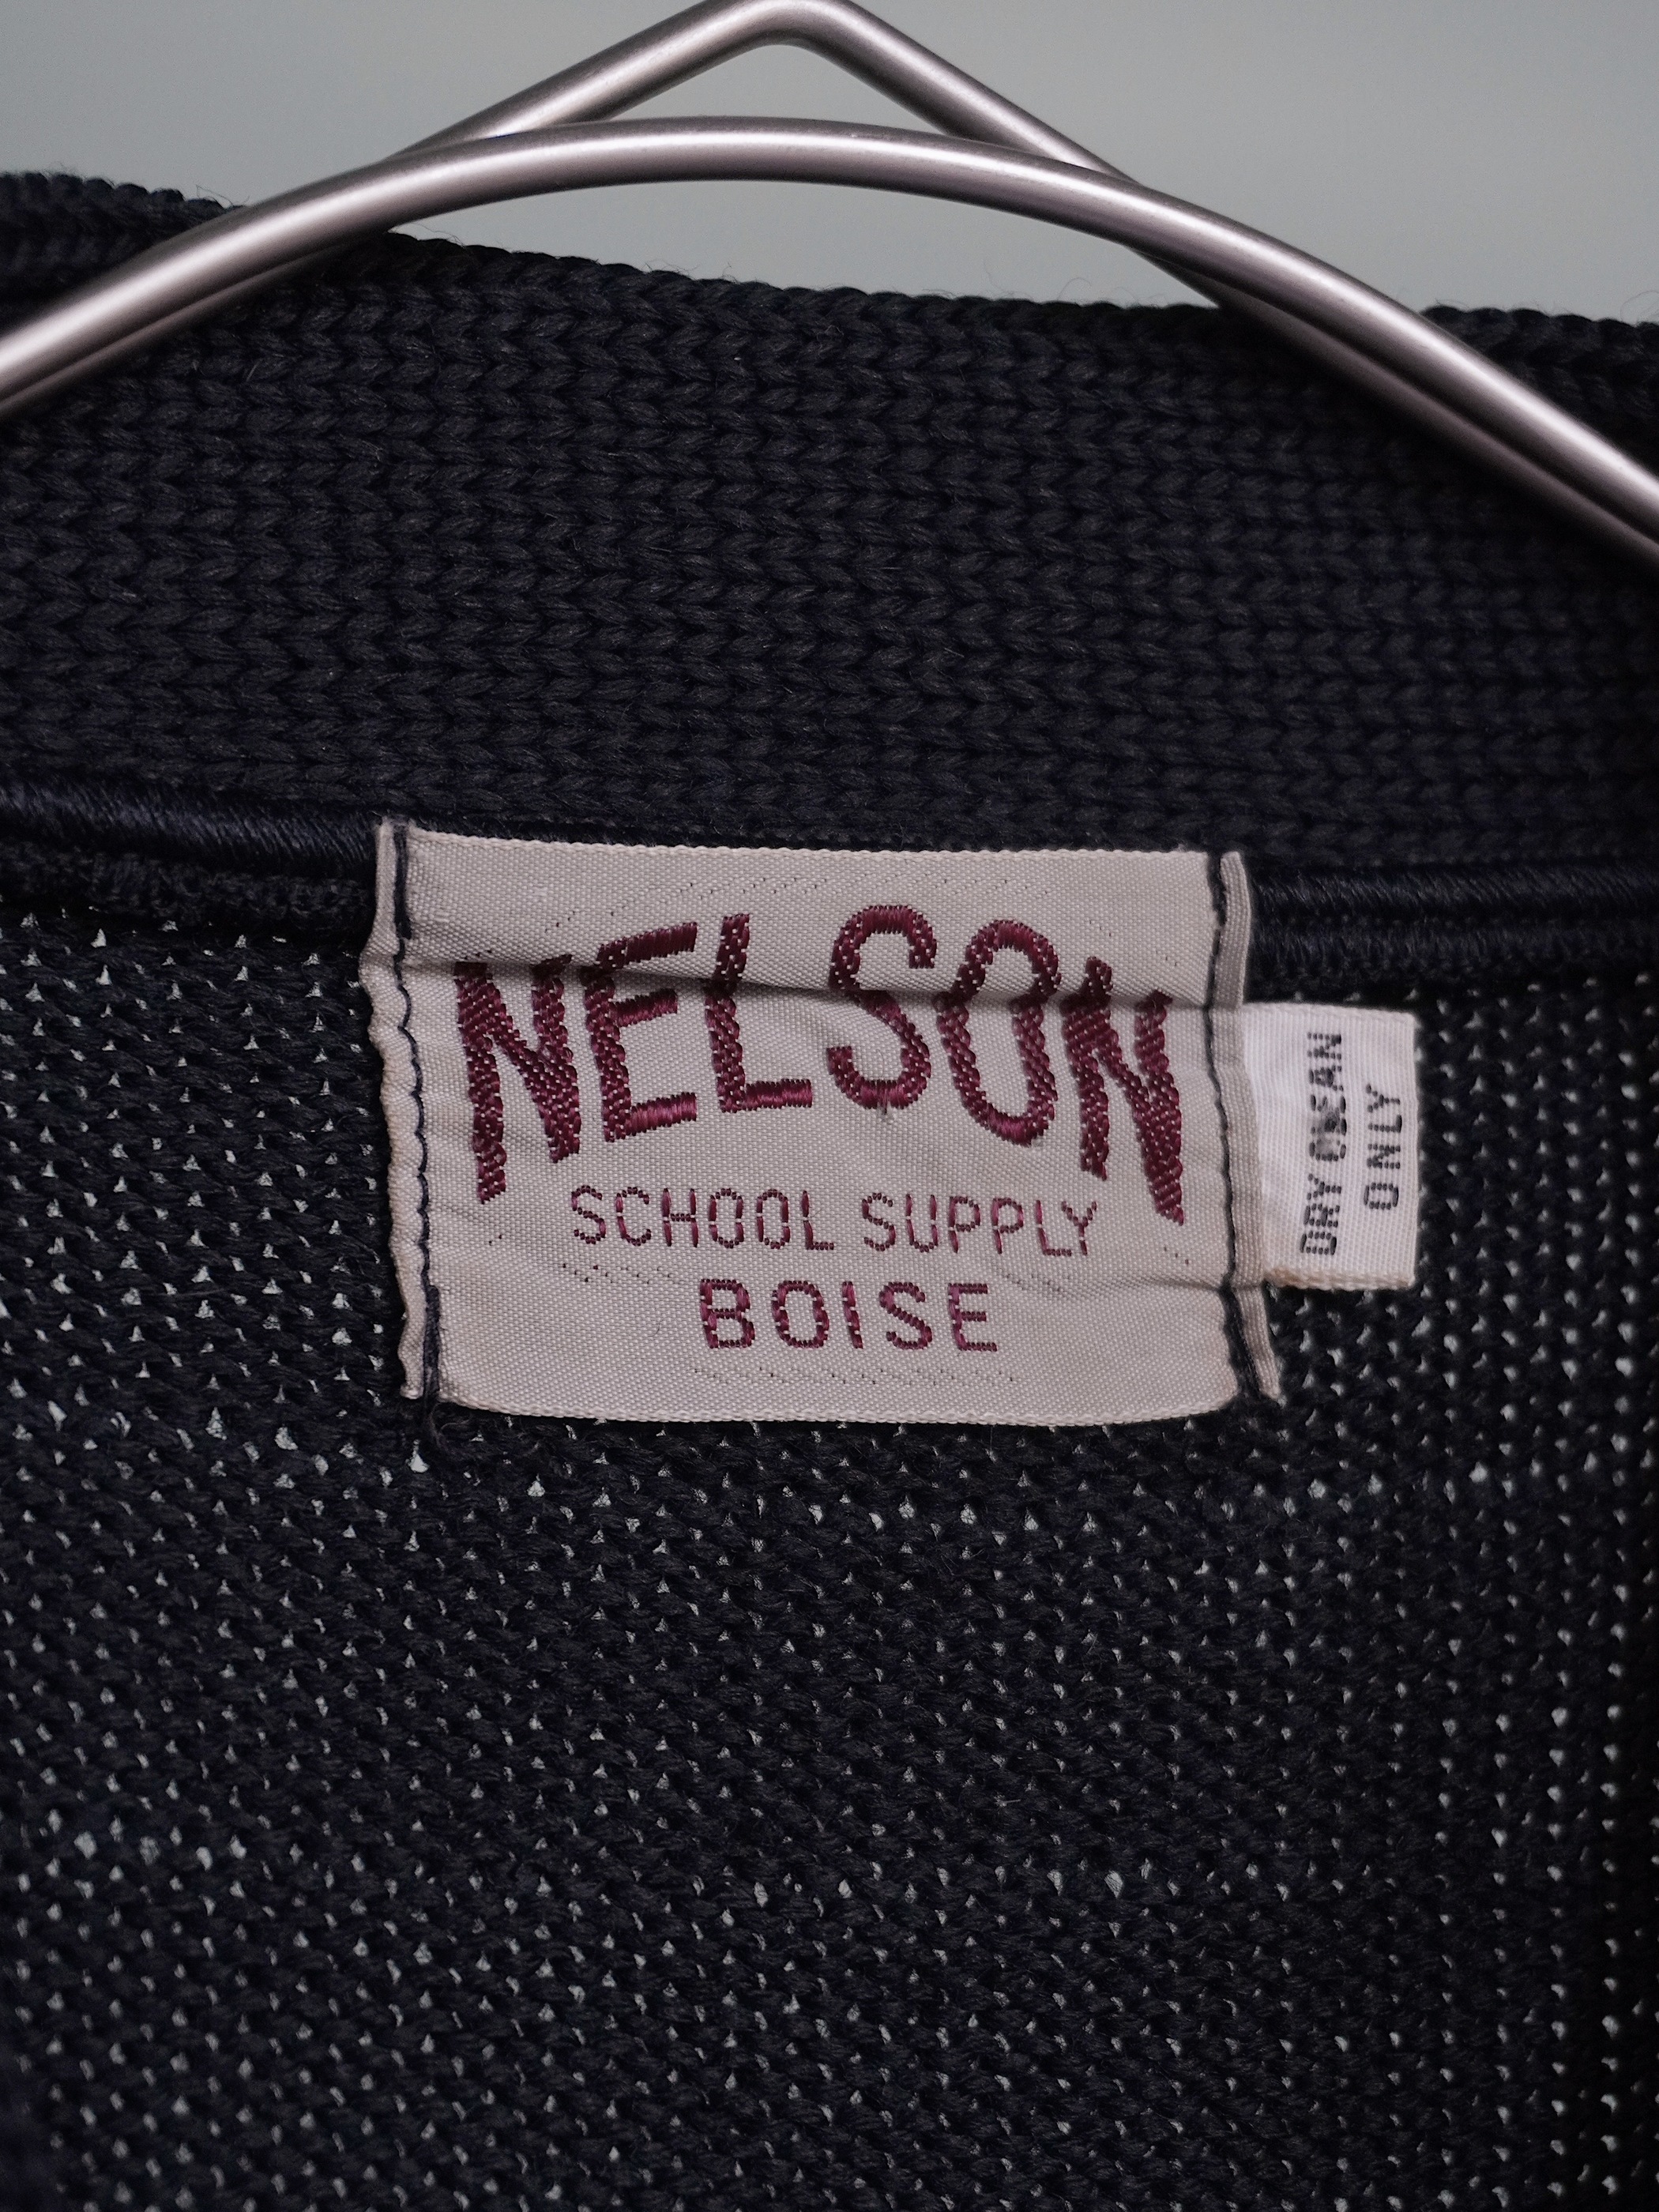 NELSON
SCHOOL SUPPLY
BOISE
DRY CLEAN
ONLY